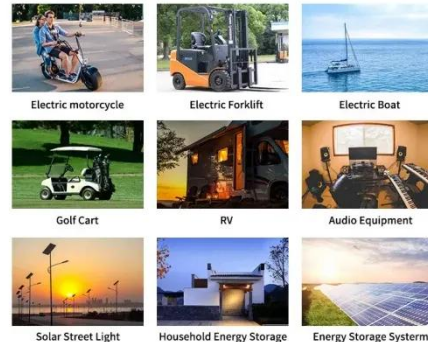 Electric motorcycle
Electric Forklift
Electric Boat
Golf Cart
RV
Audio Equipment
Solar Street Light
Household Energy Storage
Energy Storage Systerm